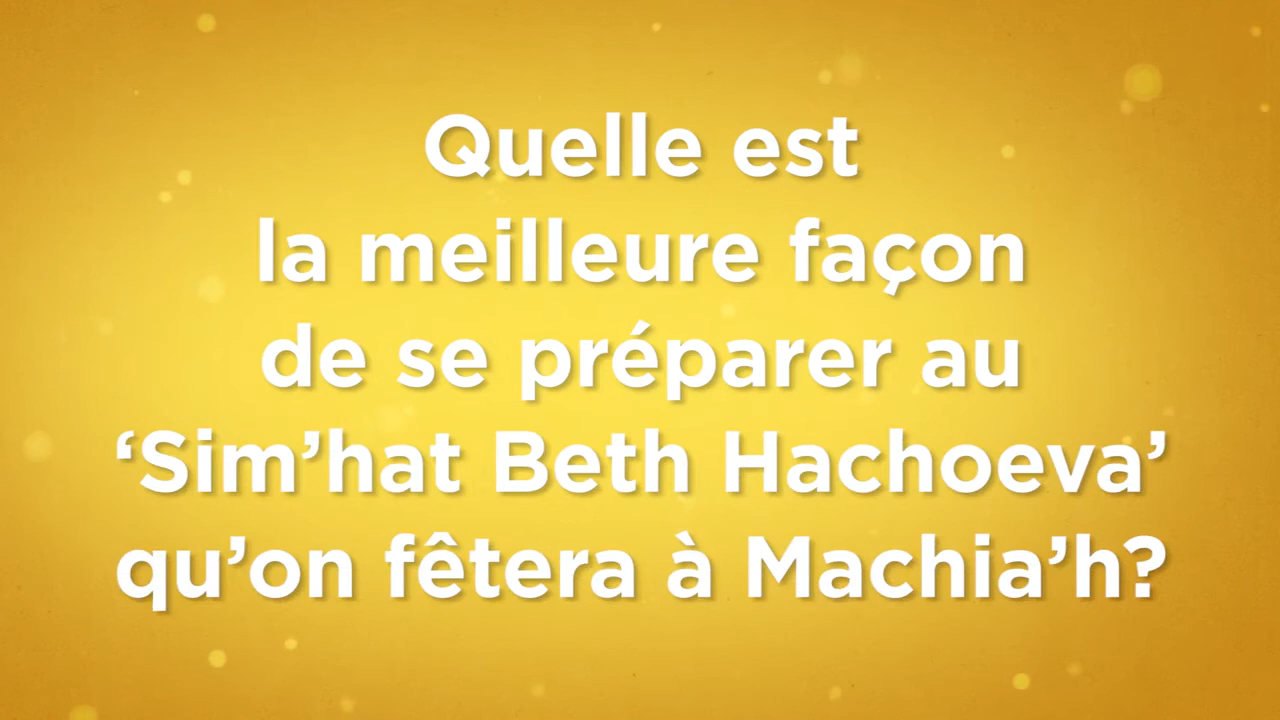 Quelle est
la meilleure façon
de se préparer au
‘Sim’hat Beth Hachoeva’
qu’on fêtera à Machia’h?